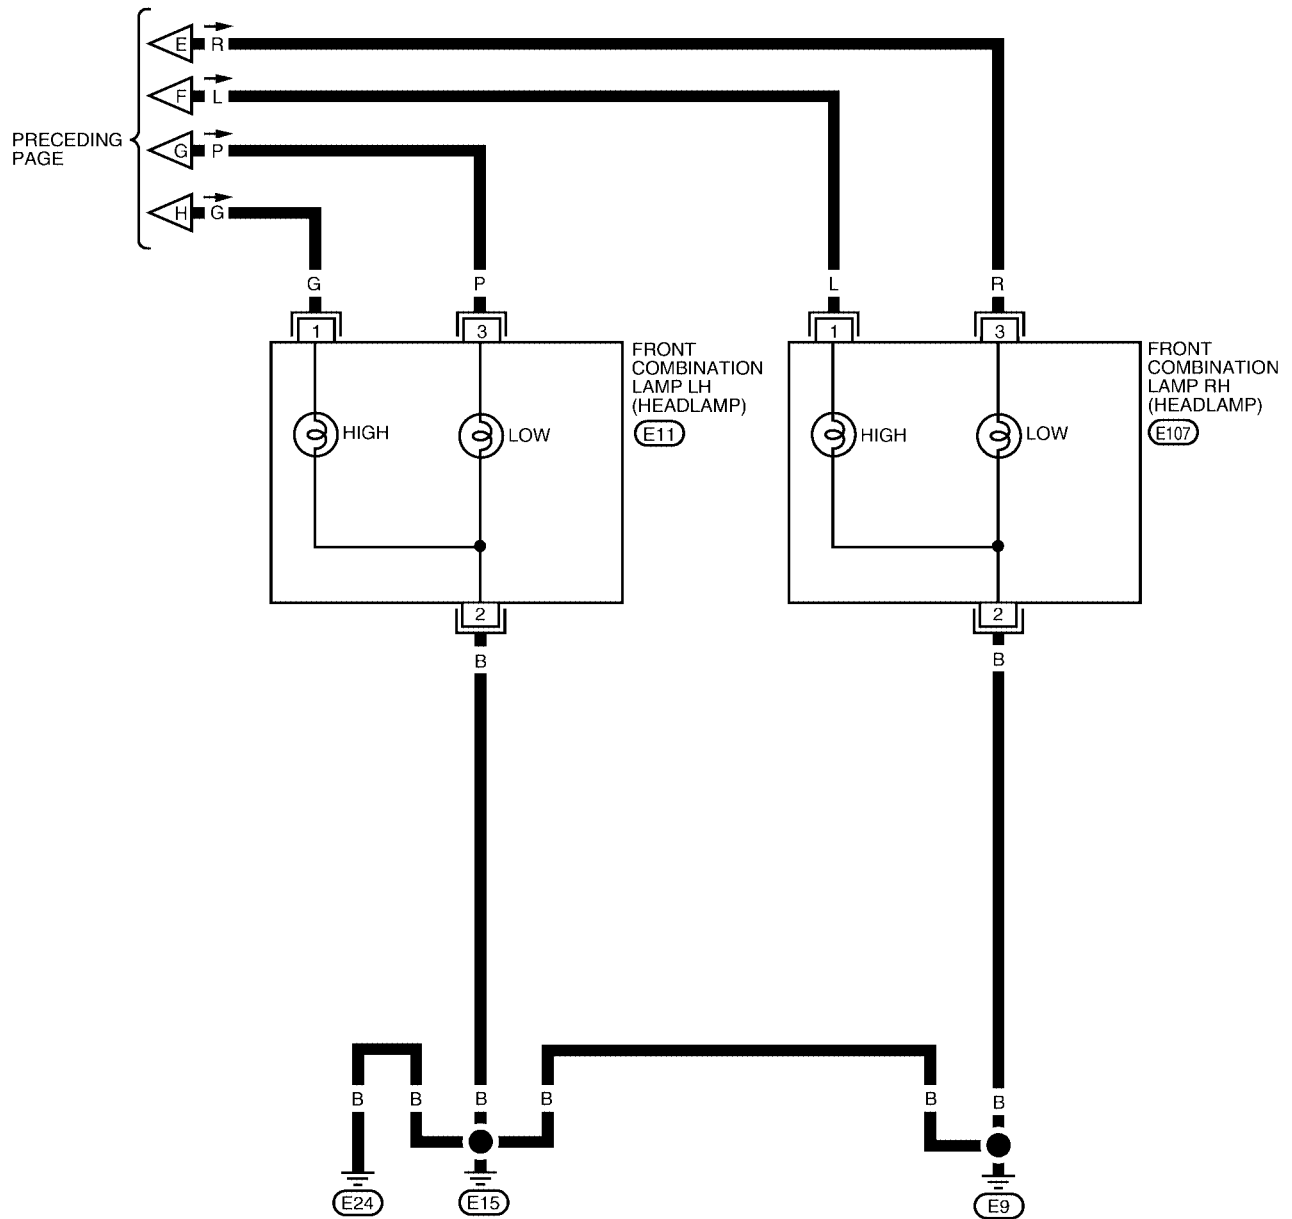 E R
F L
PRECEDING
PAGE
G P
H G
G P L R
1 3 1 3
FRONT
COMBINATION
LAMP LH
(HEADLAMP)
E11
FRONT
COMBINATION
LAMP RH
(HEADLAMP)
E107
HIGH LOW HIGH LOW
2 2
B B
B B B B B B
E24 E15 E9